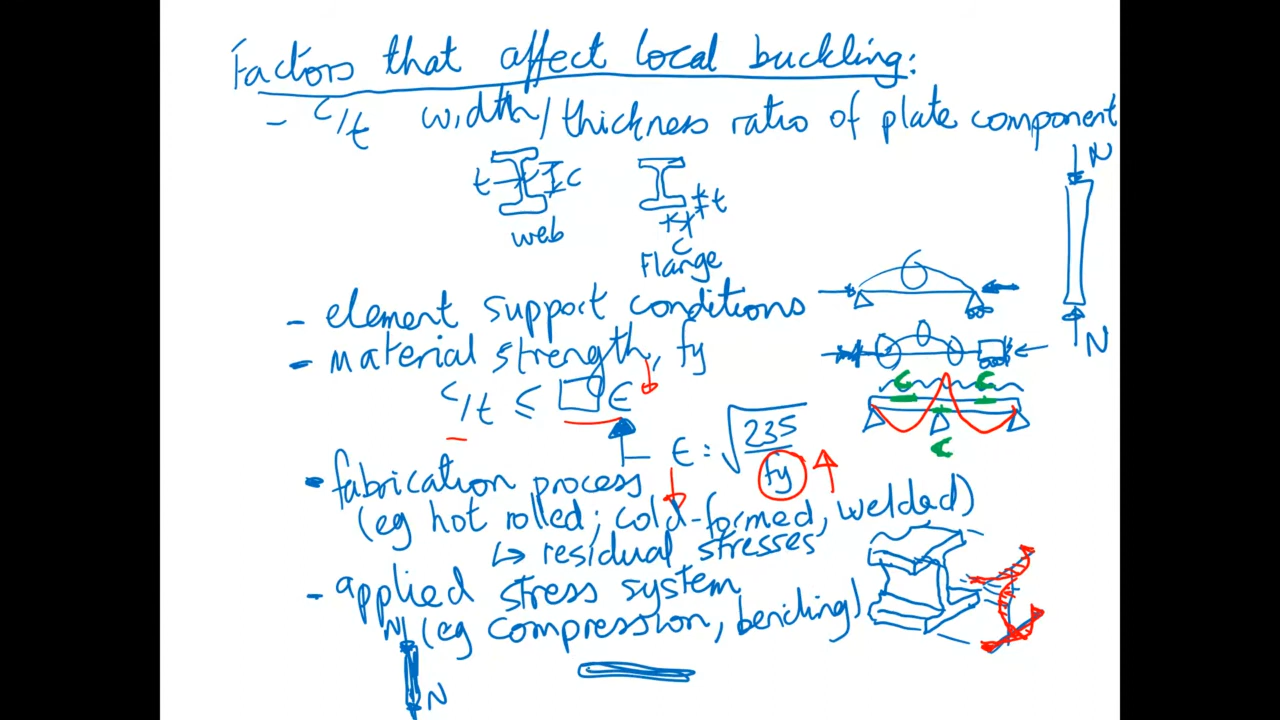 Factors that affect local buckling:
- c/t width/thickness ratio of plate component
N
t c
t
web
c
Flange
- element support conditions
N
- material strength, fy
c/t ≤ □ ε
ε = √235/fy
c c
c
- fabrication process
(eg hot rolled; cold-formed, welded)
↳ residual stresses
- applied stress system
(eg compression, bending)
N
N